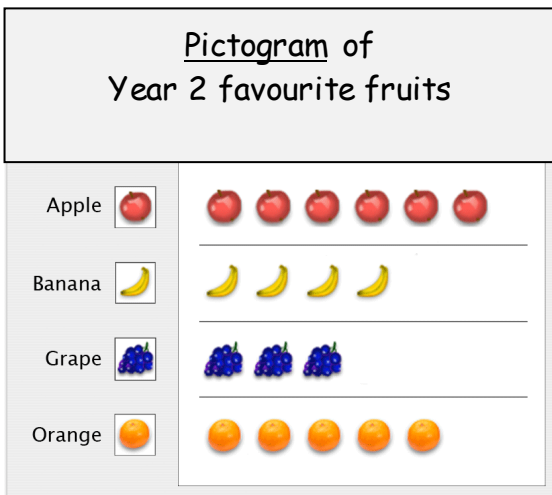 Pictogram of
Year 2 favourite fruits
Apple
Banana
Grape
Orange